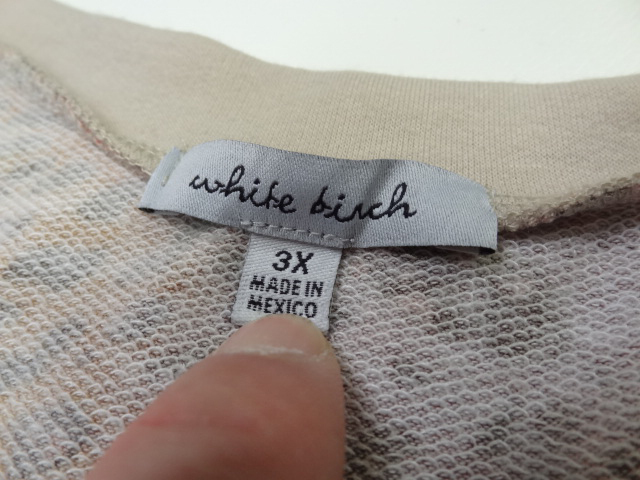 white birch
3X
MADE IN
MEXICO